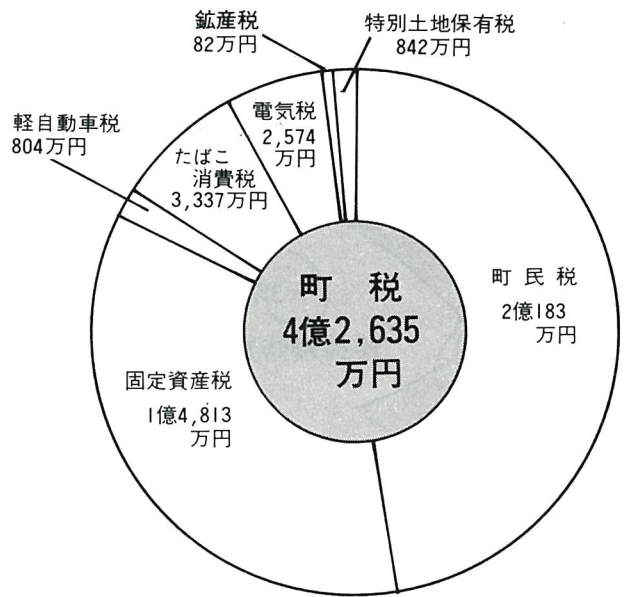 鉱産税
82万円
特別土地保有税
842万円
電気税
2,574
万円
軽自動車税
804万円
たばこ
消費税
3,337万円
町民税
2億183
万円
町 税
4億2,635
万円
固定資産税
1億4,813
万円